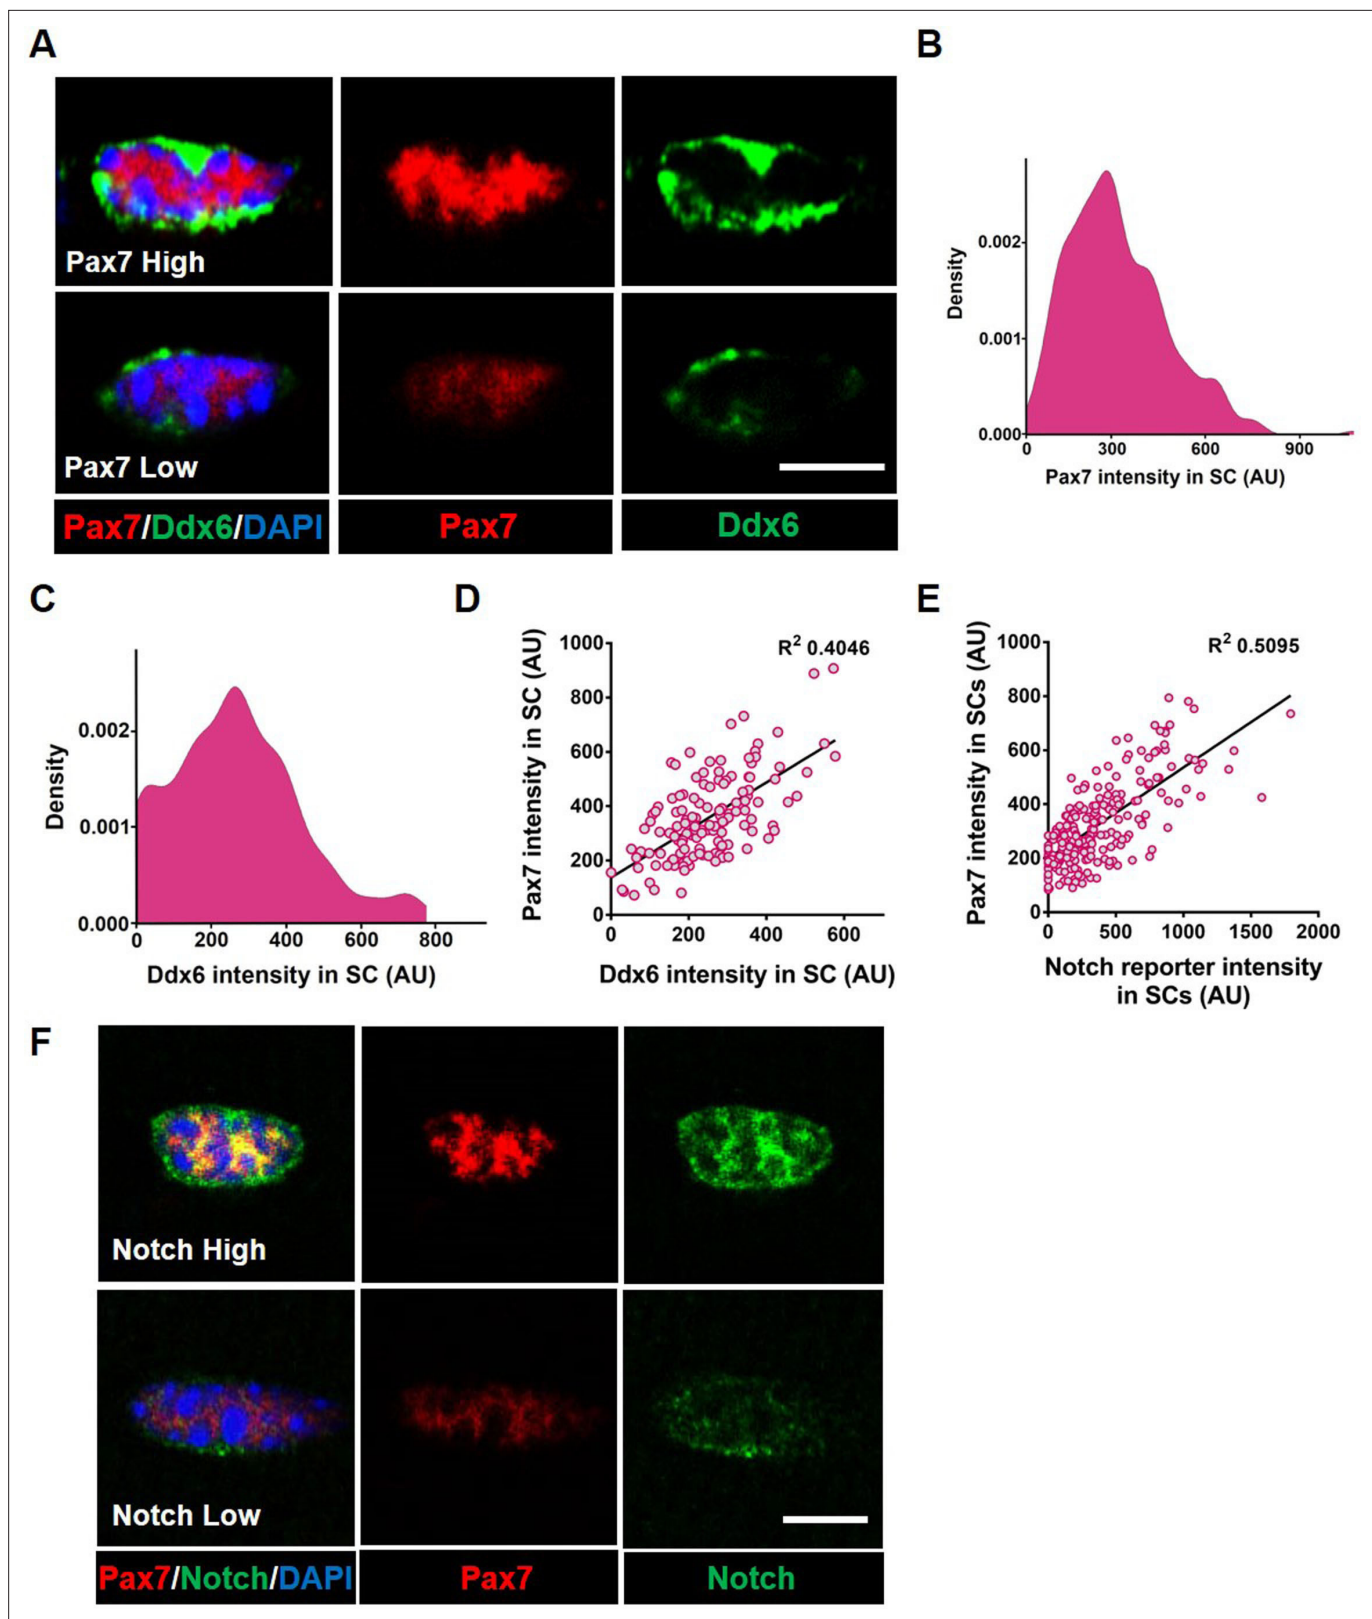 A
B
Pax7 High
Pax7 Low
Pax7/Ddx6/DAPI
Pax7
Ddx6
Density
0.002
0.001
0.000
0
300
600
900
Pax7 intensity in SC (AU)
C
D
E
Density
0.002
0.001
0.000
0
200
400
600
800
Ddx6 intensity in SC (AU)
Pax7 intensity in SC (AU)
1000
800
600
400
200
0
R² 0.4046
0
200
400
600
Ddx6 intensity in SC (AU)
Pax7 intensity in SCs (AU)
1000
800
600
400
200
0
R² 0.5095
0
500
1000
1500
2000
Notch reporter intensity
in SCs (AU)
F
Notch High
Notch Low
Pax7/Notch/DAPI
Pax7
Notch